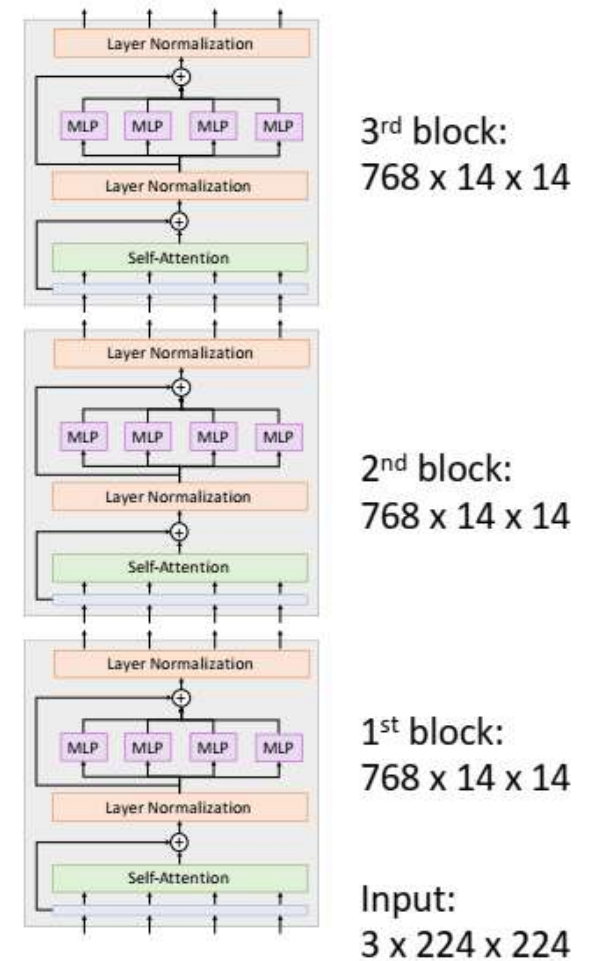 Layer Normalization
MLP MLP MLP MLP
Layer Normalization
Self-Attention
3rd block:
768 x 14 x 14
Layer Normalization
MLP MLP MLP MLP
Layer Normalization
Self-Attention
2nd block:
768 x 14 x 14
Layer Normalization
MLP MLP MLP MLP
Layer Normalization
Self-Attention
1st block:
768 x 14 x 14
Input:
3 x 224 x 224